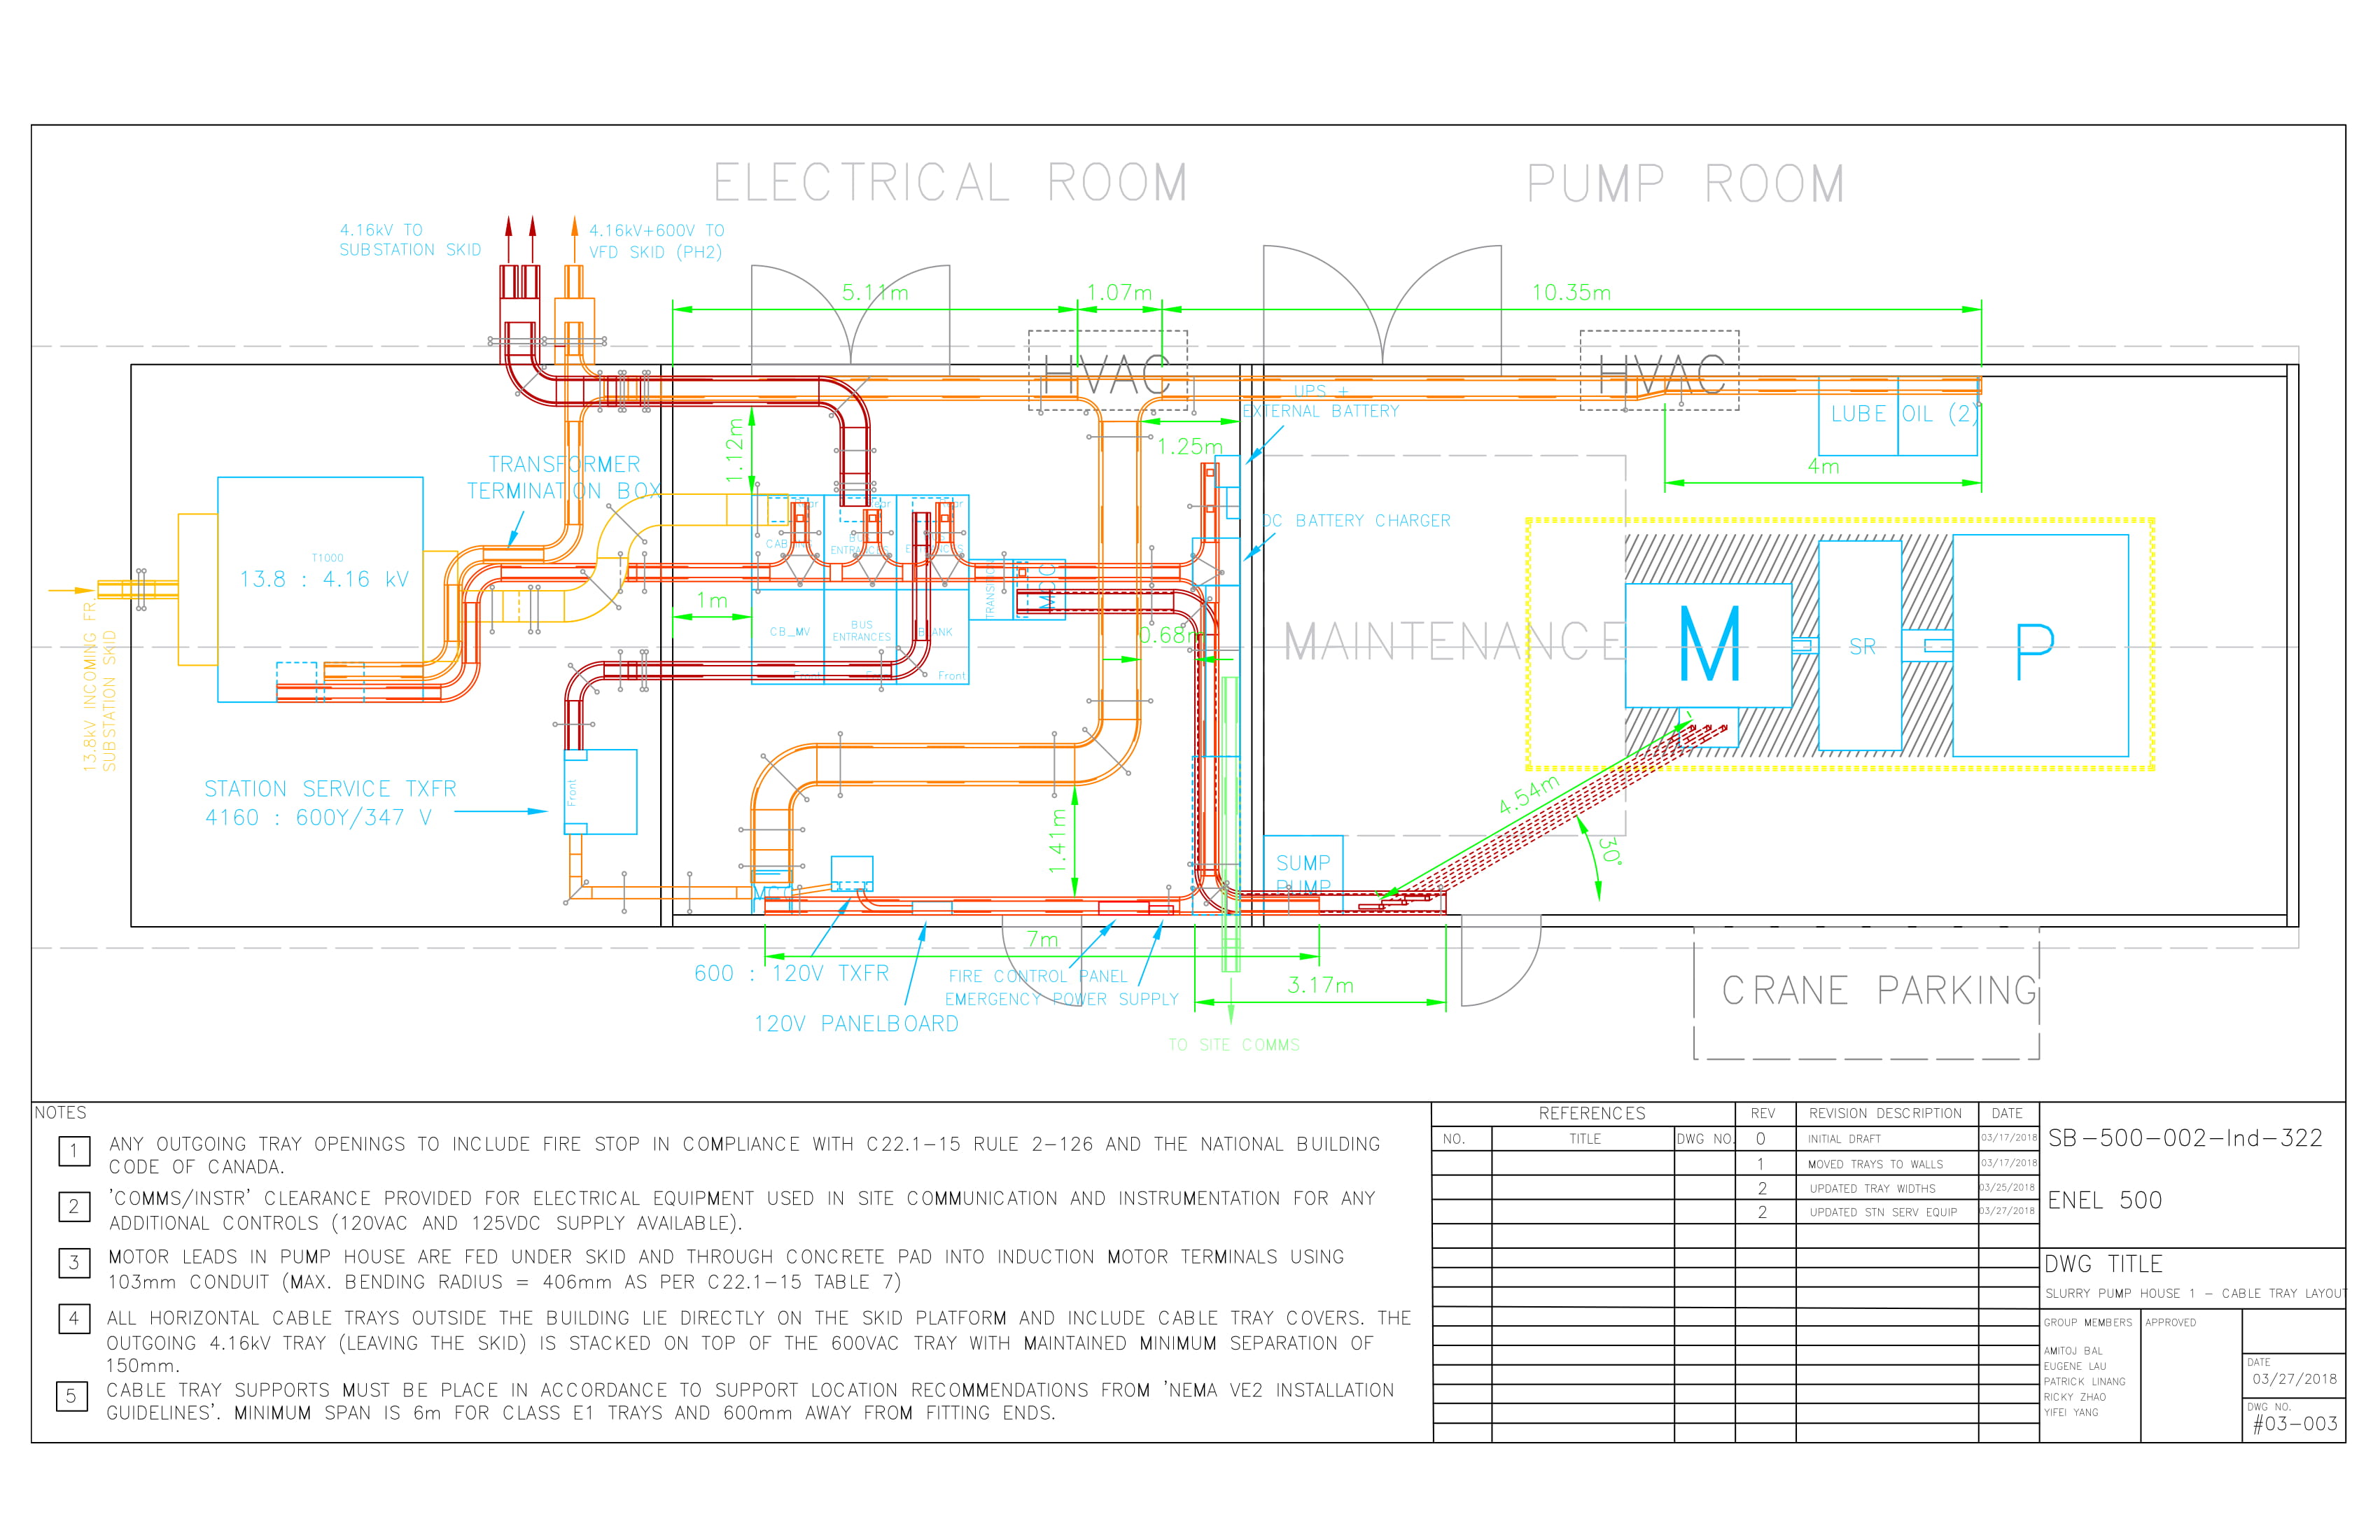 ELECTRICAL ROOM
PUMP ROOM
4.16kV TO
SUBSTATION SKID
4.16kV+600V TO
VFD SKID (PH2)
5.11m
1.07m
10.35m
HVAC
HVAC
UPS +
EXTERNAL BATTERY
LUBE OIL (2)
1.12m
1.25m
4m
TRANSFORMER
TERMINATION BOX
DC BATTERY CHARGER
T1000
13.8 : 4.16 kV
Rear
Rear
Rear
BUS
ENTRANCES
ENTRANCES
TRANSITION
MCC
1m
CB_MV
BUS
ENTRANCES
BLANK
0.68m
MAINTENANCE
M
SR
P
13.8kV INCOMING FR.
SUBSTATION SKID
Front
Front
Front
STATION SERVICE TXFR
4160 : 600Y/347 V
Front
4.54m
30°
1.41m
SUMP
PUMP
MCC
7m
600 : 120V TXFR
FIRE CONTROL PANEL
EMERGENCY POWER SUPPLY
3.17m
CRANE PARKING
120V PANELBOARD
TO SITE COMMS
NOTES
1 ANY OUTGOING TRAY OPENINGS TO INCLUDE FIRE STOP IN COMPLIANCE WITH C22.1-15 RULE 2-126 AND THE NATIONAL BUILDING
CODE OF CANADA.
2 'COMMS/INSTR' CLEARANCE PROVIDED FOR ELECTRICAL EQUIPMENT USED IN SITE COMMUNICATION AND INSTRUMENTATION FOR ANY
ADDITIONAL CONTROLS (120VAC AND 125VDC SUPPLY AVAILABLE).
3 MOTOR LEADS IN PUMP HOUSE ARE FED UNDER SKID AND THROUGH CONCRETE PAD INTO INDUCTION MOTOR TERMINALS USING
103mm CONDUIT (MAX. BENDING RADIUS = 406mm AS PER C22.1-15 TABLE 7)
4 ALL HORIZONTAL CABLE TRAYS OUTSIDE THE BUILDING LIE DIRECTLY ON THE SKID PLATFORM AND INCLUDE CABLE TRAY COVERS. THE
OUTGOING 4.16kV TRAY (LEAVING THE SKID) IS STACKED ON TOP OF THE 600VAC TRAY WITH MAINTAINED MINIMUM SEPARATION OF
150mm.
5 CABLE TRAY SUPPORTS MUST BE PLACE IN ACCORDANCE TO SUPPORT LOCATION RECOMMENDATIONS FROM 'NEMA VE2 INSTALLATION
GUIDELINES'. MINIMUM SPAN IS 6m FOR CLASS E1 TRAYS AND 600mm AWAY FROM FITTING ENDS.
REFERENCES
NO. TITLE DWG NO.
REV REVISION DESCRIPTION DATE
0 INITIAL DRAFT 03/17/2018
1 MOVED TRAYS TO WALLS 03/17/2018
2 UPDATED TRAY WIDTHS 03/25/2018
2 UPDATED STN SERV EQUIP 03/27/2018
SB-500-002-Ind-322
ENEL 500
DWG TITLE
SLURRY PUMP HOUSE 1 - CABLE TRAY LAYOUT
GROUP MEMBERS
AMITOJ BAL
EUGENE LAU
PATRICK LINANG
RICKY ZHAO
YIFEI YANG
APPROVED
DATE
03/27/2018
DWG NO.
#03-003